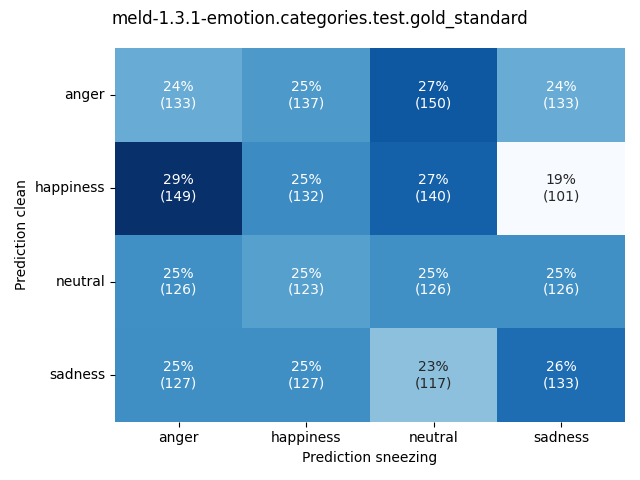 meld-1.3.1-emotion.categories.test.gold_standard
Prediction clean
anger
24%
(133)
25%
(137)
27%
(150)
24%
(133)
happiness
29%
(149)
25%
(132)
27%
(140)
19%
(101)
neutral
25%
(126)
25%
(123)
25%
(126)
25%
(126)
sadness
25%
(127)
25%
(127)
23%
(117)
26%
(133)
anger
happiness
neutral
sadness
Prediction sneezing